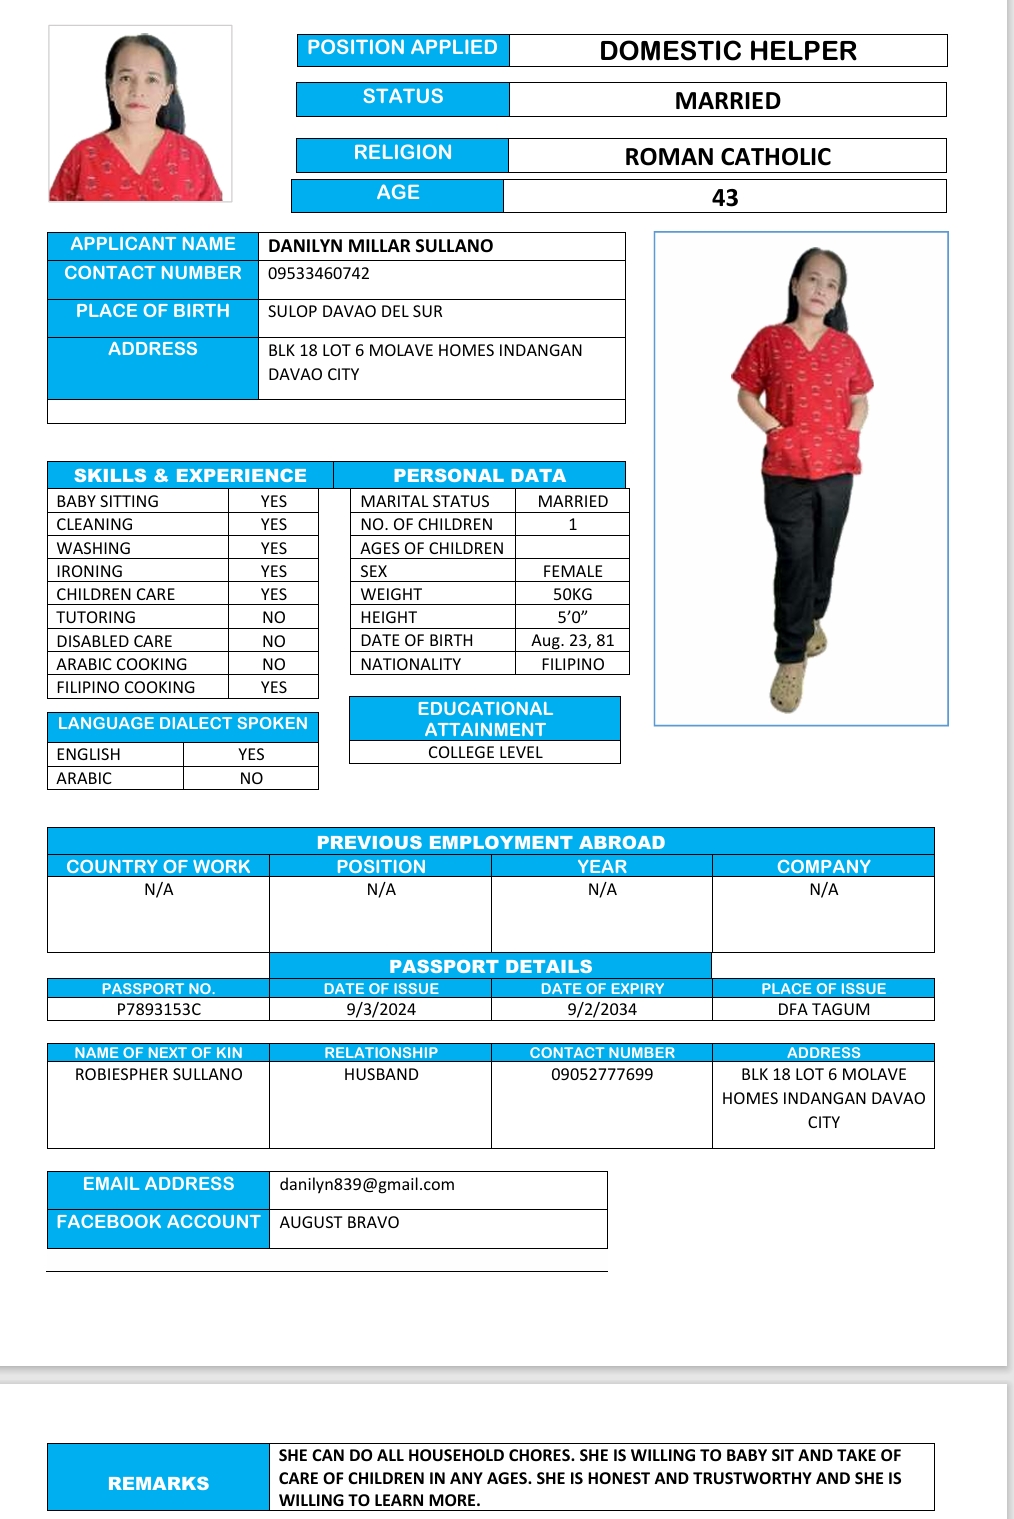 POSITION APPLIED DOMESTIC HELPER
STATUS MARRIED
RELIGION ROMAN CATHOLIC
AGE 43
APPLICANT NAME DANILYN MILLAR SULLANO
CONTACT NUMBER 09533460742
PLACE OF BIRTH SULOP DAVAO DEL SUR
ADDRESS BLK 18 LOT 6 MOLAVE HOMES INDANGAN
DAVAO CITY
SKILLS & EXPERIENCE
BABY SITTING YES
CLEANING YES
WASHING YES
IRONING YES
CHILDREN CARE YES
TUTORING NO
DISABLED CARE NO
ARABIC COOKING NO
FILIPINO COOKING YES
PERSONAL DATA
MARITAL STATUS MARRIED
NO. OF CHILDREN 1
AGES OF CHILDREN
SEX FEMALE
WEIGHT 50KG
HEIGHT 5’0”
DATE OF BIRTH Aug. 23, 81
NATIONALITY FILIPINO
LANGUAGE DIALECT SPOKEN
ENGLISH YES
ARABIC NO
EDUCATIONAL
ATTAINMENT
COLLEGE LEVEL
PREVIOUS EMPLOYMENT ABROAD
COUNTRY OF WORK POSITION YEAR COMPANY
N/A N/A N/A N/A
PASSPORT DETAILS
PASSPORT NO. DATE OF ISSUE DATE OF EXPIRY PLACE OF ISSUE
P7893153C 9/3/2024 9/2/2034 DFA TAGUM
NAME OF NEXT OF KIN RELATIONSHIP CONTACT NUMBER ADDRESS
ROBIESPHER SULLANO HUSBAND 09052777699 BLK 18 LOT 6 MOLAVE
HOMES INDANGAN DAVAO
CITY
EMAIL ADDRESS danilyn839@gmail.com
FACEBOOK ACCOUNT AUGUST BRAVO
REMARKS
SHE CAN DO ALL HOUSEHOLD CHORES. SHE IS WILLING TO BABY SIT AND TAKE OF
CARE OF CHILDREN IN ANY AGES. SHE IS HONEST AND TRUSTWORTHY AND SHE IS
WILLING TO LEARN MORE.